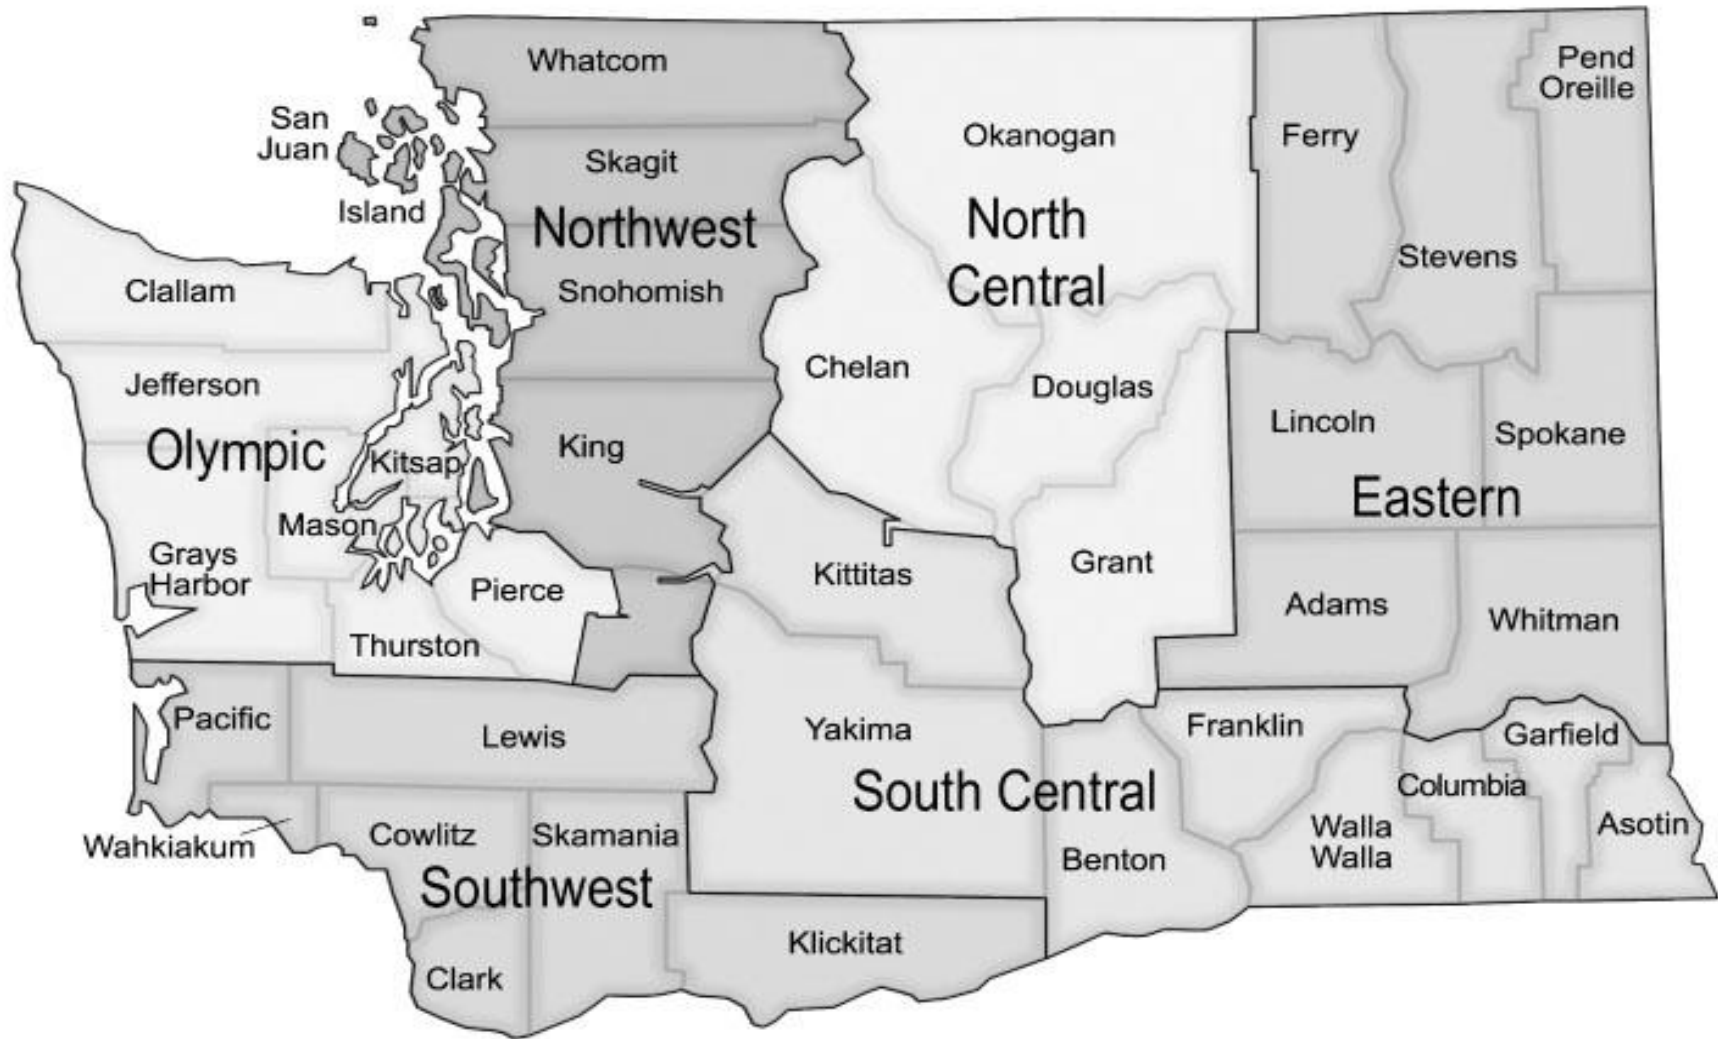 Whatcom
Pend
Oreille
San
Juan
Okanogan
Ferry
Skagit
Island
Northwest
North
Central
Stevens
Clallam
Snohomish
Chelan
Jefferson
Douglas
Lincoln
Spokane
Olympic
King
Kitsap
Eastern
Mason
Grays
Harbor
Pierce
Kittitas
Grant
Adams
Whitman
Thurston
Pacific
Lewis
Yakima
Franklin
Garfield
South Central
Columbia
Wahkiakum
Cowlitz
Skamania
Walla
Walla
Asotin
Benton
Southwest
Klickitat
Clark